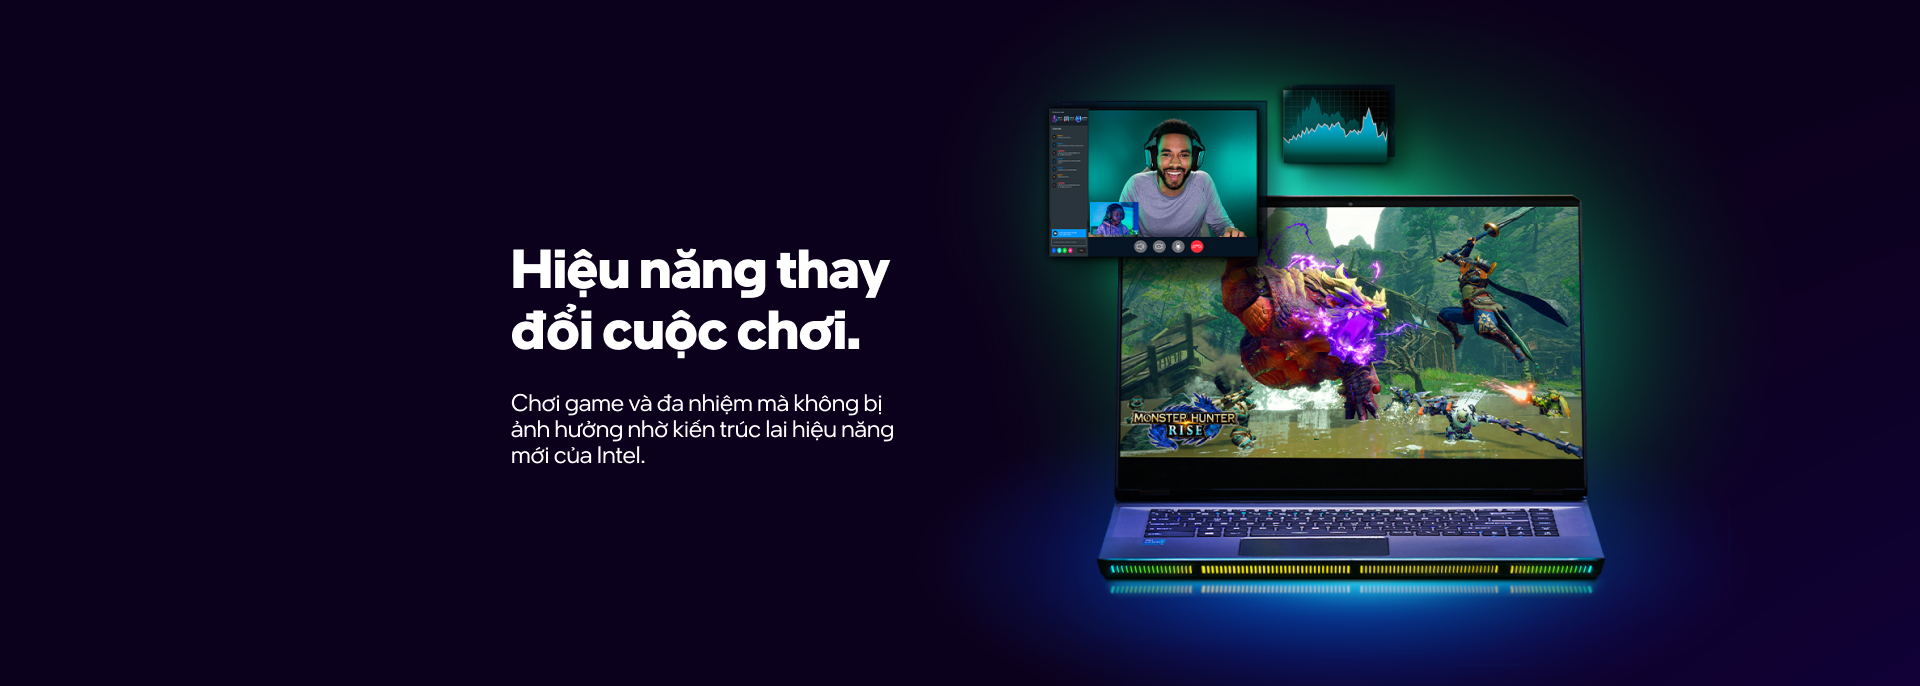 Hiệu năng thay
đổi cuộc chơi.
Chơi game và đa nhiệm mà không bị
ảnh hưởng nhờ kiến trúc lai hiệu năng
mới của Intel.
MONSTER HUNTER
RISE